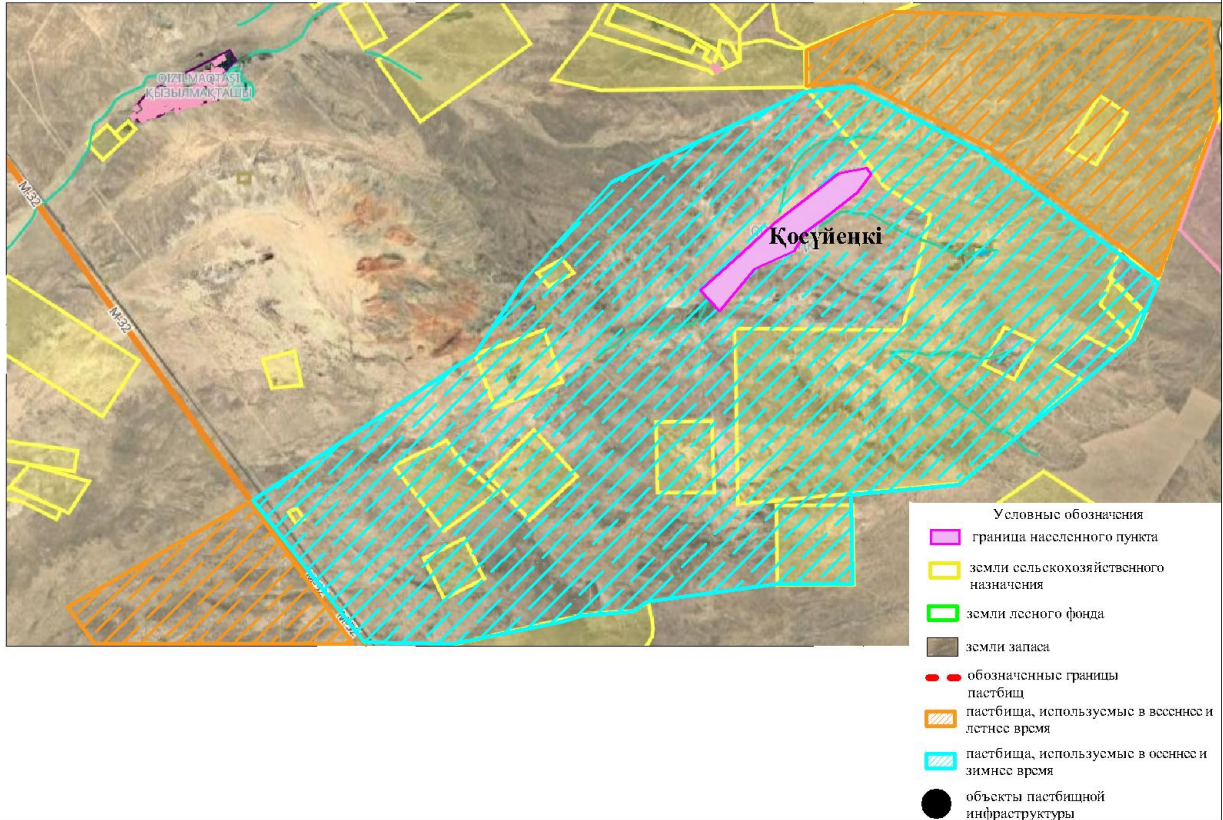 QIZILMAQTASI
ҚЫЗЫЛМАҚТАШЫ
M-32
M-32
Қосүйеңкі
M-32
Условные обозначения
граница населенного пункта
земли сельскохозяйственного
назначения
земли лесного фонда
земли запаса
обозначенные границы
пастбищ
пастбища, используемые в весеннее и
летнее время
пастбища, используемые в осеннее и
зимнее время
объекты пастбищной
инфраструктуры